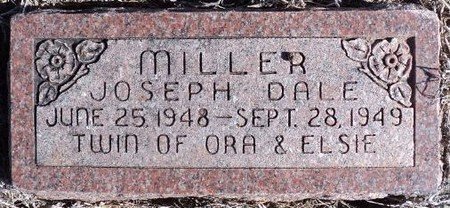 MILLER
JOSEPH DALE
JUNE 25, 1948 – SEPT. 28, 1949
TWIN OF ORA & ELSIE